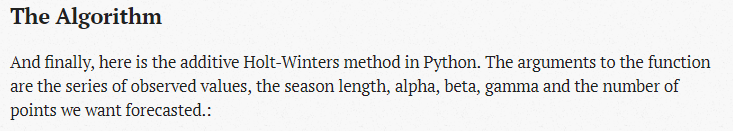 The Algorithm
And finally, here is the additive Holt-Winters method in Python. The arguments to the function
are the series of observed values, the season length, alpha, beta, gamma and the number of
points we want forecasted.: